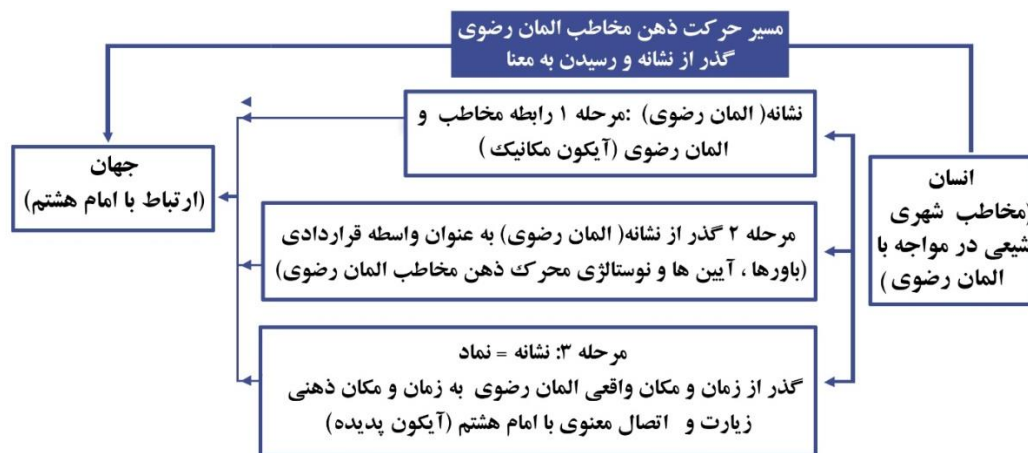 مسیر حرکت ذهن مخاطب المان رضوی
گذر از نشانه و رسیدن به معنا
انسان
(مخاطب شهری
شیعی در مواجه با
المان رضوی )
نشانه( المان رضوی) :مرحله ۱ رابطه مخاطب و
المان رضوی (آیکون مکانیک )
مرحله ۲ گذر از نشانه( المان رضوی) به عنوان واسطه قراردادی
(باورها ، آیین ها و نوستالژی محرک ذهن مخاطب المان رضوی)
مرحله ۳: نشانه = نماد
گذر از زمان و مکان واقعی المان رضوی به زمان و مکان ذهنی
زیارت و اتصال معنوی با امام هشتم (آیکون پدیده)
جهان
(ارتباط با امام هشتم)